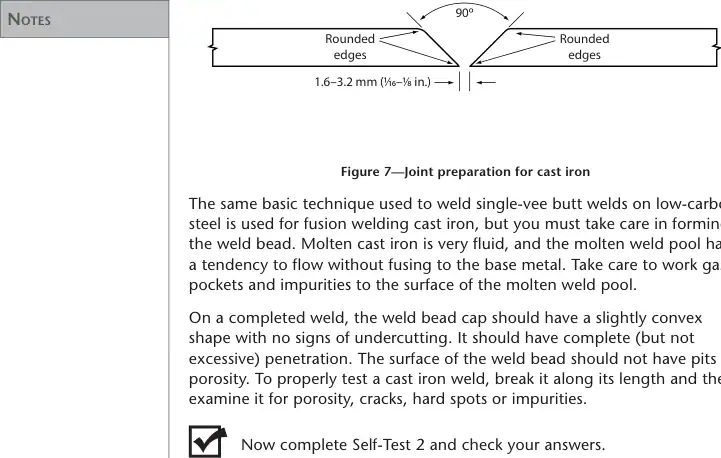 NOTES
90º
Rounded
edges
Rounded
edges
1.6–3.2 mm (1⁄16–1⁄8 in.)
Figure 7—Joint preparation for cast iron
The same basic technique used to weld single-vee butt welds on
steel is used for fusion welding cast iron, but you must take care in
the weld bead. Molten cast iron is very fluid, and the molten weld pool
a tendency to flow without fusing to the base metal. Take care to work
pockets and impurities to the surface of the molten weld pool.
On a completed weld, the weld bead cap should have a slightly convex
shape with no signs of undercutting. It should have complete (but not
excessive) penetration. The surface of the weld bead should not have pits
porosity. To properly test a cast iron weld, break it along its length and
examine it for porosity, cracks, hard spots or impurities.
Now complete Self-Test 2 and check your answers.